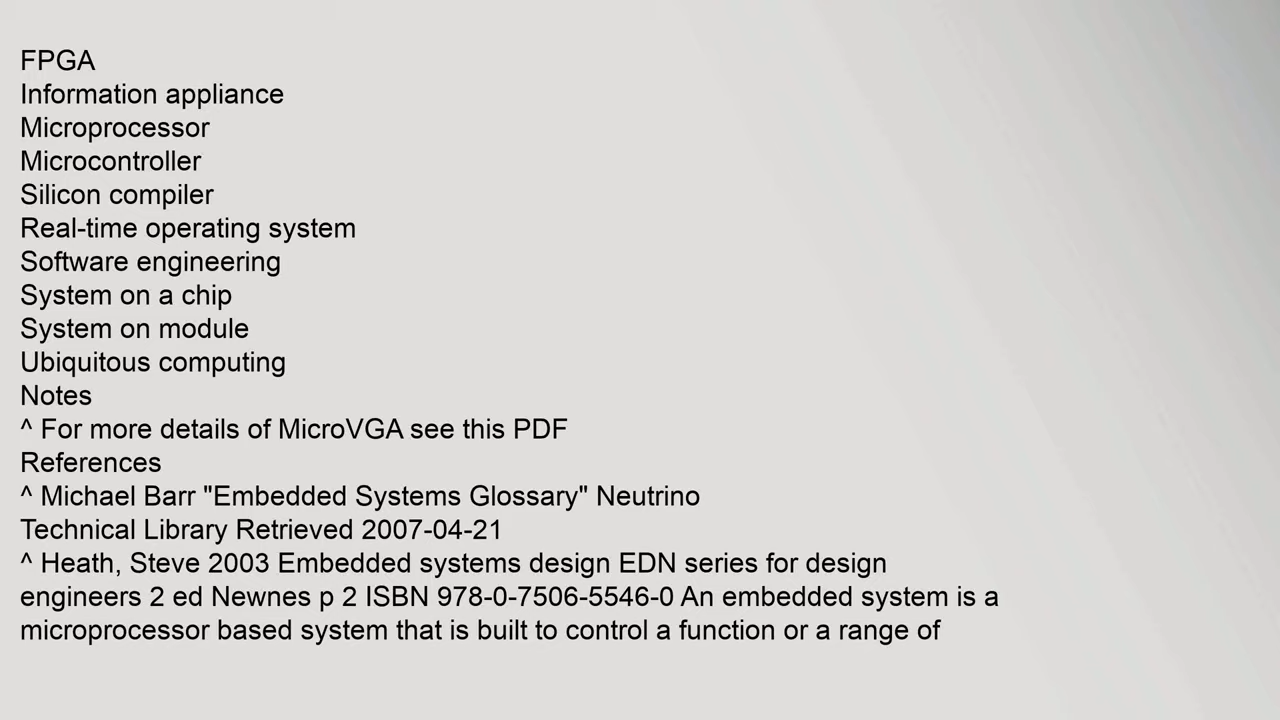 FPGA
Information appliance
Microprocessor
Microcontroller
Silicon compiler
Real-time operating system
Software engineering
System on a chip
System on module
Ubiquitous computing
Notes
^ For more details of MicroVGA see this PDF
References
^ Michael Barr "Embedded Systems Glossary" Neutrino
Technical Library Retrieved 2007-04-21
^ Heath, Steve 2003 Embedded systems design EDN series for design
engineers 2 ed Newnes p 2 ISBN 978-0-7506-5546-0 An embedded system is a
microprocessor based system that is built to control a function or a range of